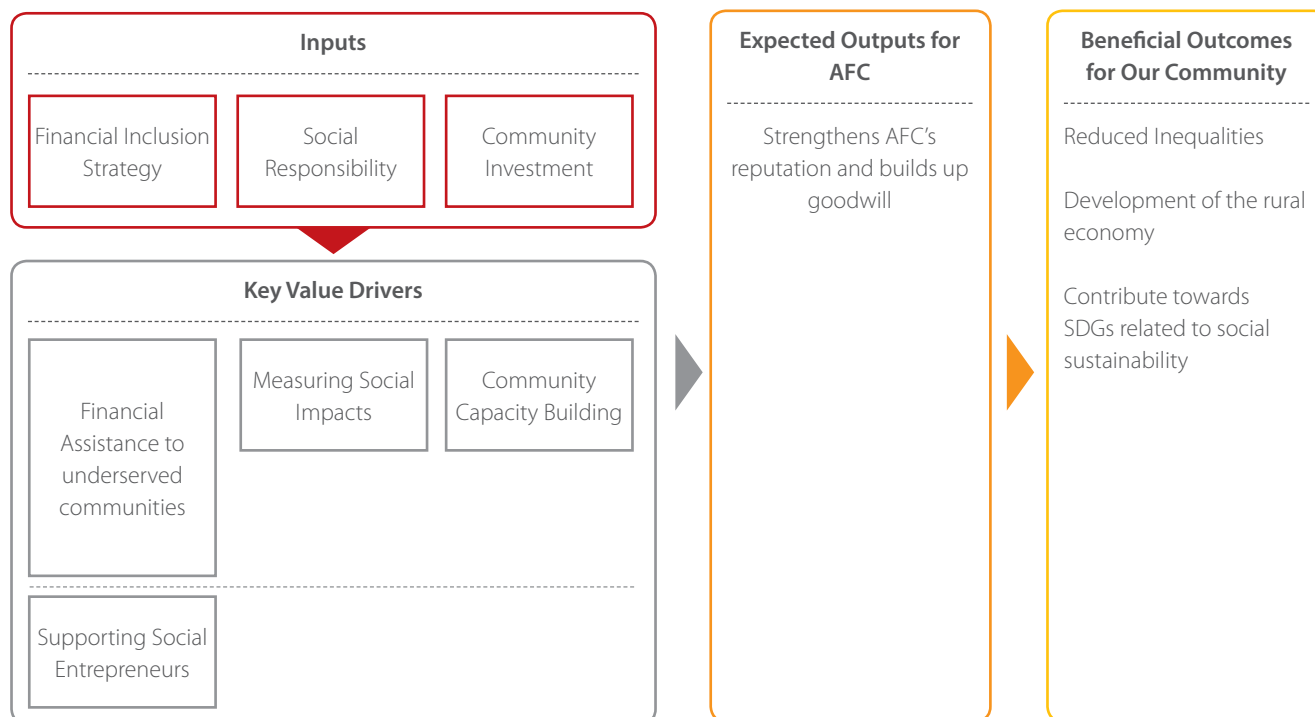 Inputs
Financial Inclusion
Strategy
Social
Responsibility
Community
Investment
Key Value Drivers
Financial
Assistance to
underserved
communities
Measuring Social
Impacts
Community
Capacity Building
Supporting Social
Entrepreneurs
Expected Outputs for
AFC
Strengthens AFC’s
reputation and builds up
goodwill
Beneficial Outcomes
for Our Community
Reduced Inequalities
Development of the rural
economy
Contribute towards
SDGs related to social
sustainability